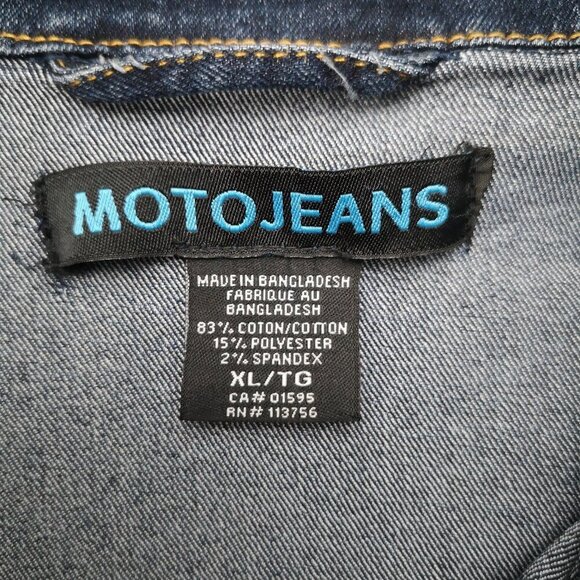 MOTOJEANS
MADE IN BANGLADESH
FABRIQUE AU
BANGLADESH
83% COTON/COTTON
15% POLYESTER
2% SPANDEX
XL/TG
CA# 01595
RN# 113756